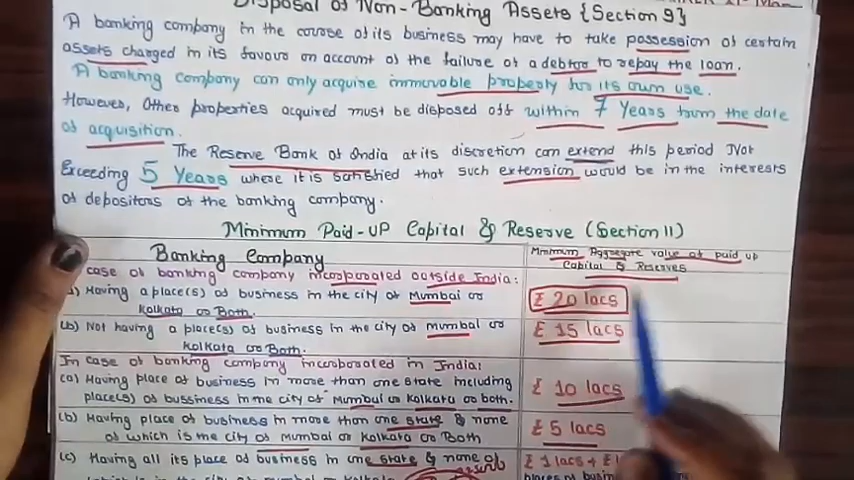 Disposal of Non-Banking Assets {Section 9}
A banking company in the course of its business may have to take possession of certain
assets charged in its favour on account of the failure of a debtor to repay the loan.
A banking company can only acquire immovable property for its own use.
However, Other properties acquired must be disposed off within 7 Years from the date
of acquisition.
The Reserve Bank of India at its discretion can extend this period Not
Exceeding 5 Years where it is satisfied that such extension would be in the interests
of depositors of the banking company.
Minimum Paid-UP Capital & Reserve (Section 11)
Banking Company
Minimum Aggregate value of paid up
Capital & Reserves
case of banking company incorporated outside India:
Having a place(s) of business in the city of Mumbai or
Kolkata or Both.
₹ 20 lacs
(b) Not having a place(s) of business in the city of Mumbai or
Kolkata or Both.
₹ 15 lacs
In case of banking company incorporated in India:
(a) Having place of business in more than one state including
place(s) of bussiness in the city of Mumbai or Kolkata or both.
₹ 10 lacs
(b) Having place of business in more than one state & none
of which is the city of Mumbai or Kolkata or Both
₹ 5 lacs
(c) Having all its place of business in one state & none of
₹ 1 lacs +